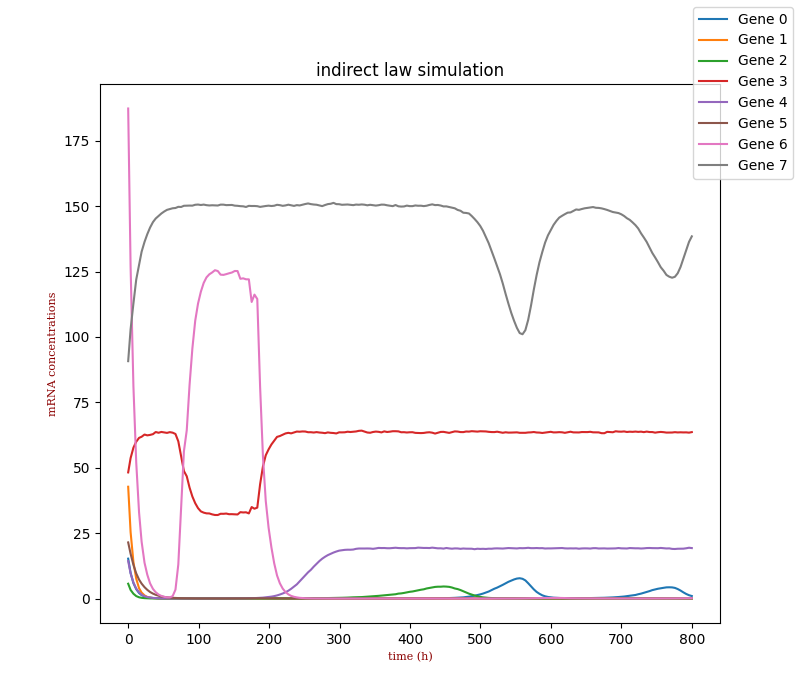 indirect law simulation
Gene 0
Gene 1
Gene 2
Gene 3
Gene 4
Gene 5
Gene 6
Gene 7
mRNA concentrations
175
150
125
100
75
50
25
0
0 100 200 300 400 500 600 700 800
time (h)